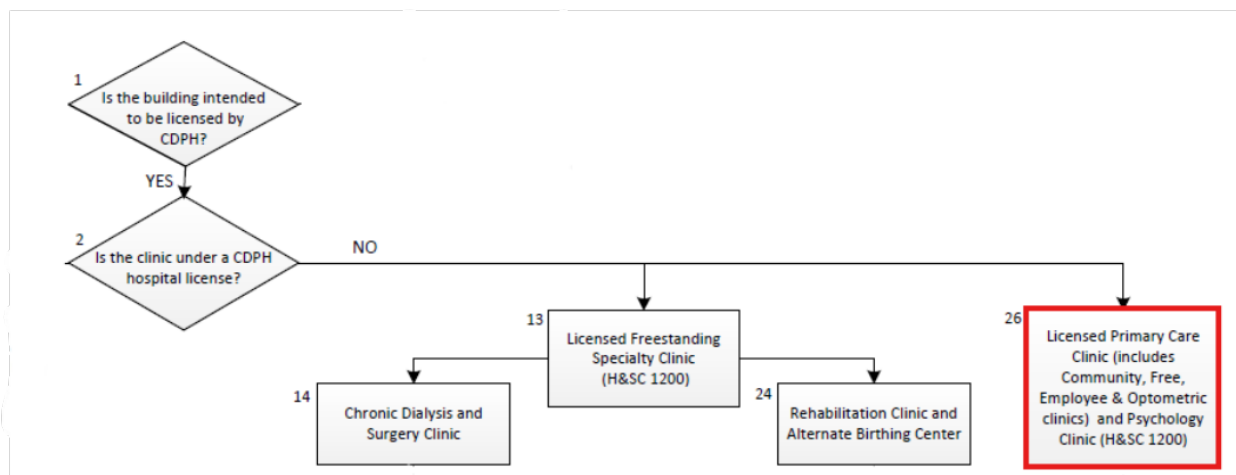 1
Is the building intended
to be licensed by
CDPH?
YES
2
Is the clinic under a CDPH
hospital license?
NO
13
Licensed Freestanding
Specialty Clinic
(H&SC 1200)
26
Licensed Primary Care
Clinic (includes
Community, Free,
Employee & Optometric
clinics) and Psychology
Clinic (H&SC 1200)
14
Chronic Dialysis and
Surgery Clinic
24
Rehabilitation Clinic and
Alternate Birthing Center